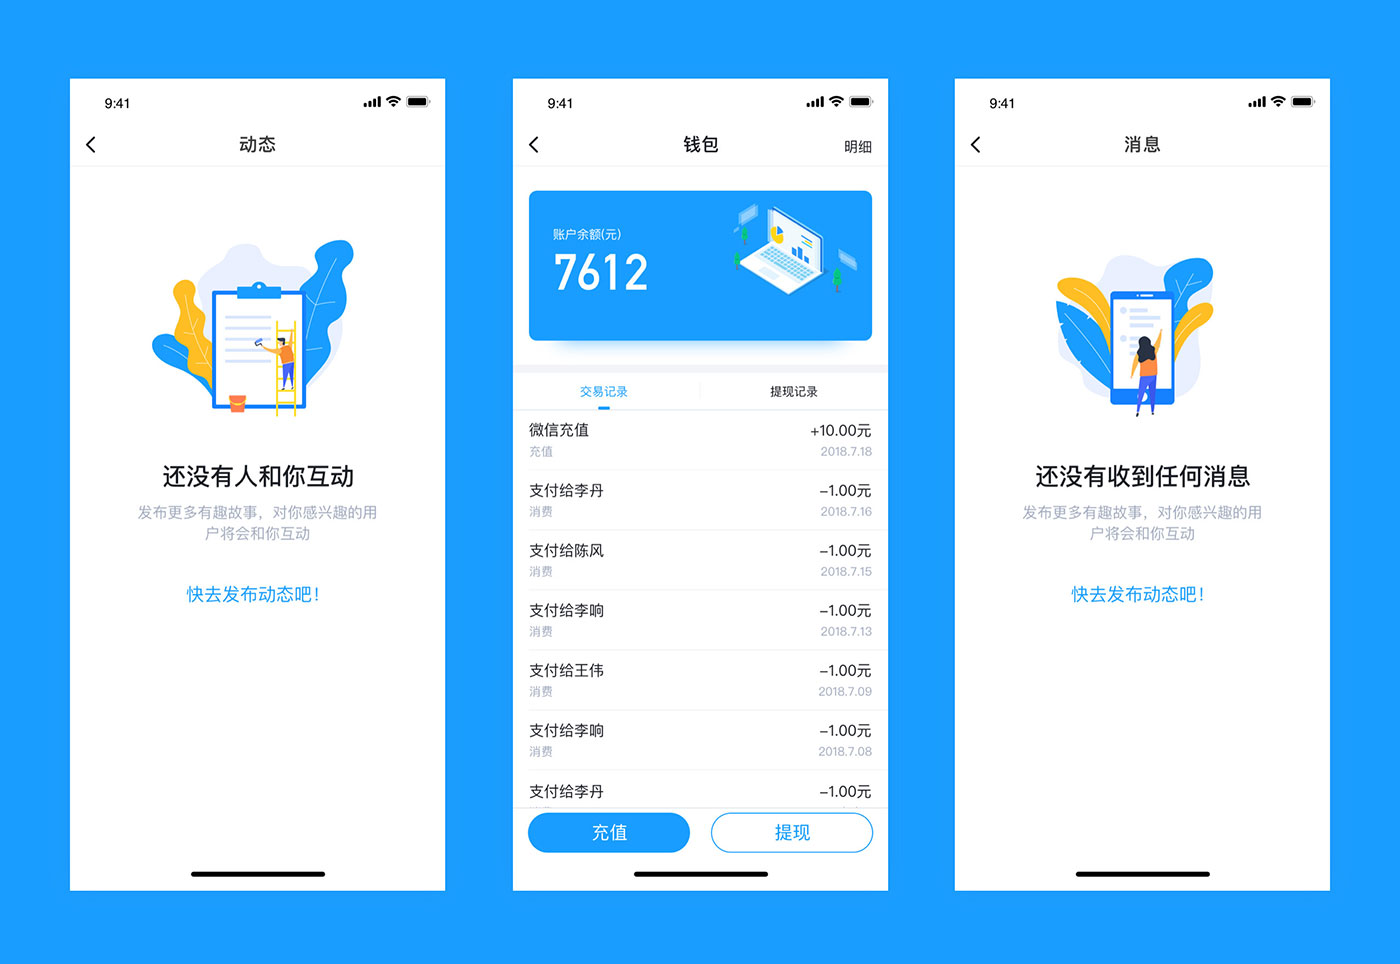 9:41
动态
还没有人和你互动
发布更多有趣故事，对你感兴趣的用
户将会和你互动
快去发布动态吧！
9:41
钱包
明细
账户余额(元)
7612
交易记录
提现记录
微信充值
+10.00元
充值
2018.7.18
支付给李丹
–1.00元
消费
2018.7.16
支付给陈风
–1.00元
消费
2018.7.15
支付给李响
–1.00元
消费
2018.7.13
支付给王伟
–1.00元
消费
2018.7.09
支付给李响
–1.00元
消费
2018.7.08
支付给李丹
–1.00元
充值
提现
9:41
消息
还没有收到任何消息
发布更多有趣故事，对你感兴趣的用
户将会和你互动
快去发布动态吧！